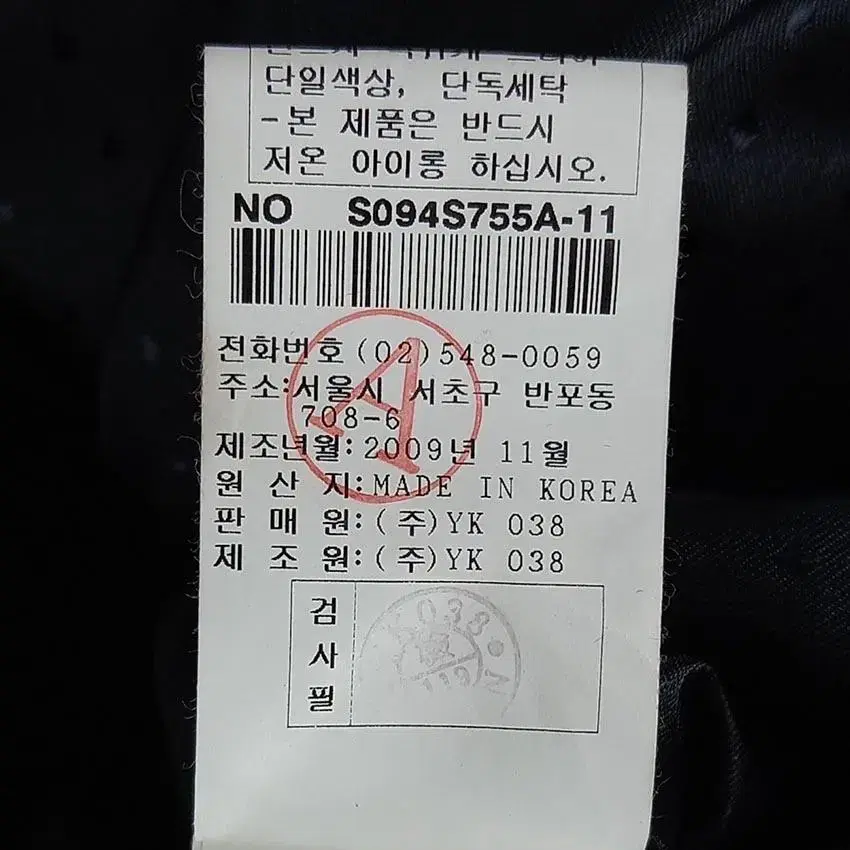 단일색상, 단독세탁
-본 제품은 반드시
저온 아이롱 하십시오.
NO S094S755A-11
전화번호(02)548-0059
주소:서울시 서초구 반포동
708-6
A
제조년월:2009년 11월
원 산 지:MADE IN KOREA
판 매 원:(주)YK 038
제 조 원:(주)YK 038
검
사
필
038